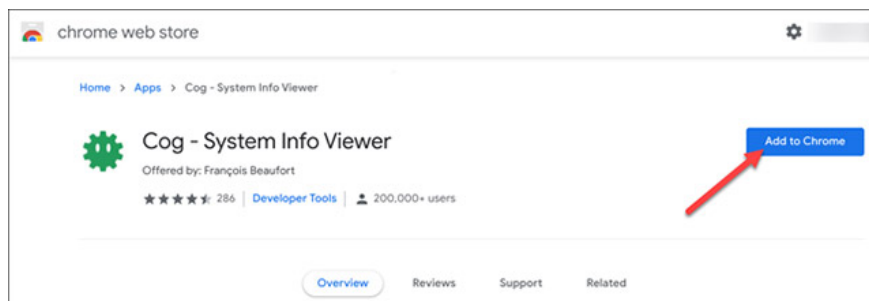 chrome web store
Home > Apps > Cog - System Info Viewer
Cog - System Info Viewer
Add to Chrome
Offered by: François Beaufort
286 | Developer Tools | 200,000+ users
Overview Reviews Support Related